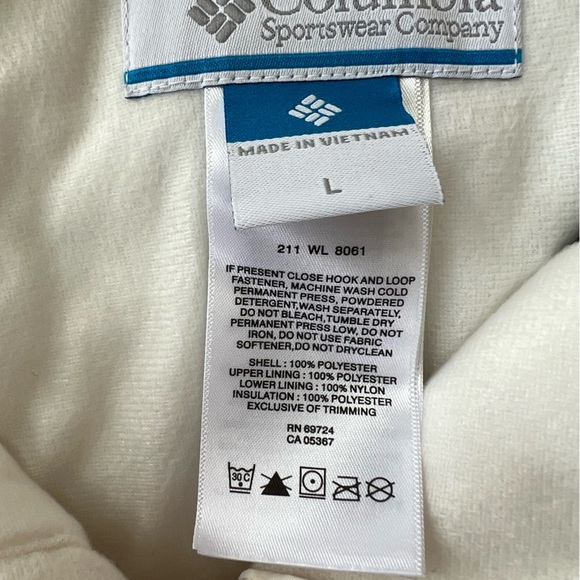 Columbia
Sportswear Company
MADE IN VIETNAM
L
211 WL 8061
IF PRESENT CLOSE HOOK AND LOOP
FASTENER, MACHINE WASH COLD
PERMANENT PRESS, POWDERED
DETERGENT,WASH SEPARATELY,
DO NOT BLEACH,TUMBLE DRY
PERMANENT PRESS LOW, DO NOT
IRON, DO NOT USE FABRIC
SOFTENER,DO NOT DRYCLEAN
SHELL : 100% POLYESTER
UPPER LINING : 100% POLYESTER
LOWER LINING : 100% NYLON
INSULATION : 100% POLYESTER
EXCLUSIVE OF TRIMMING
RN 69724
CA 05367
30 C